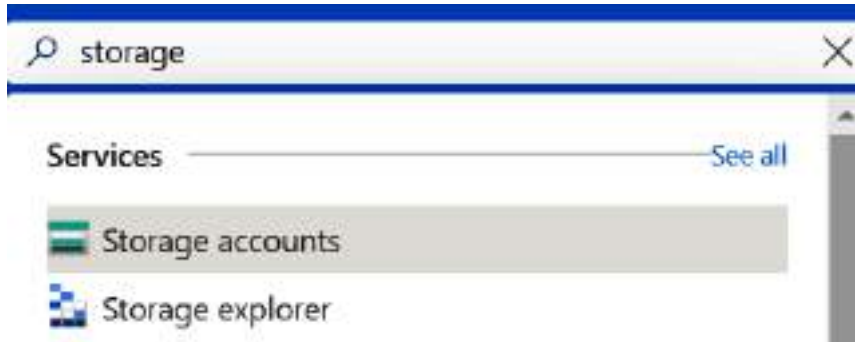 storage
Services See all
Storage accounts
Storage explorer